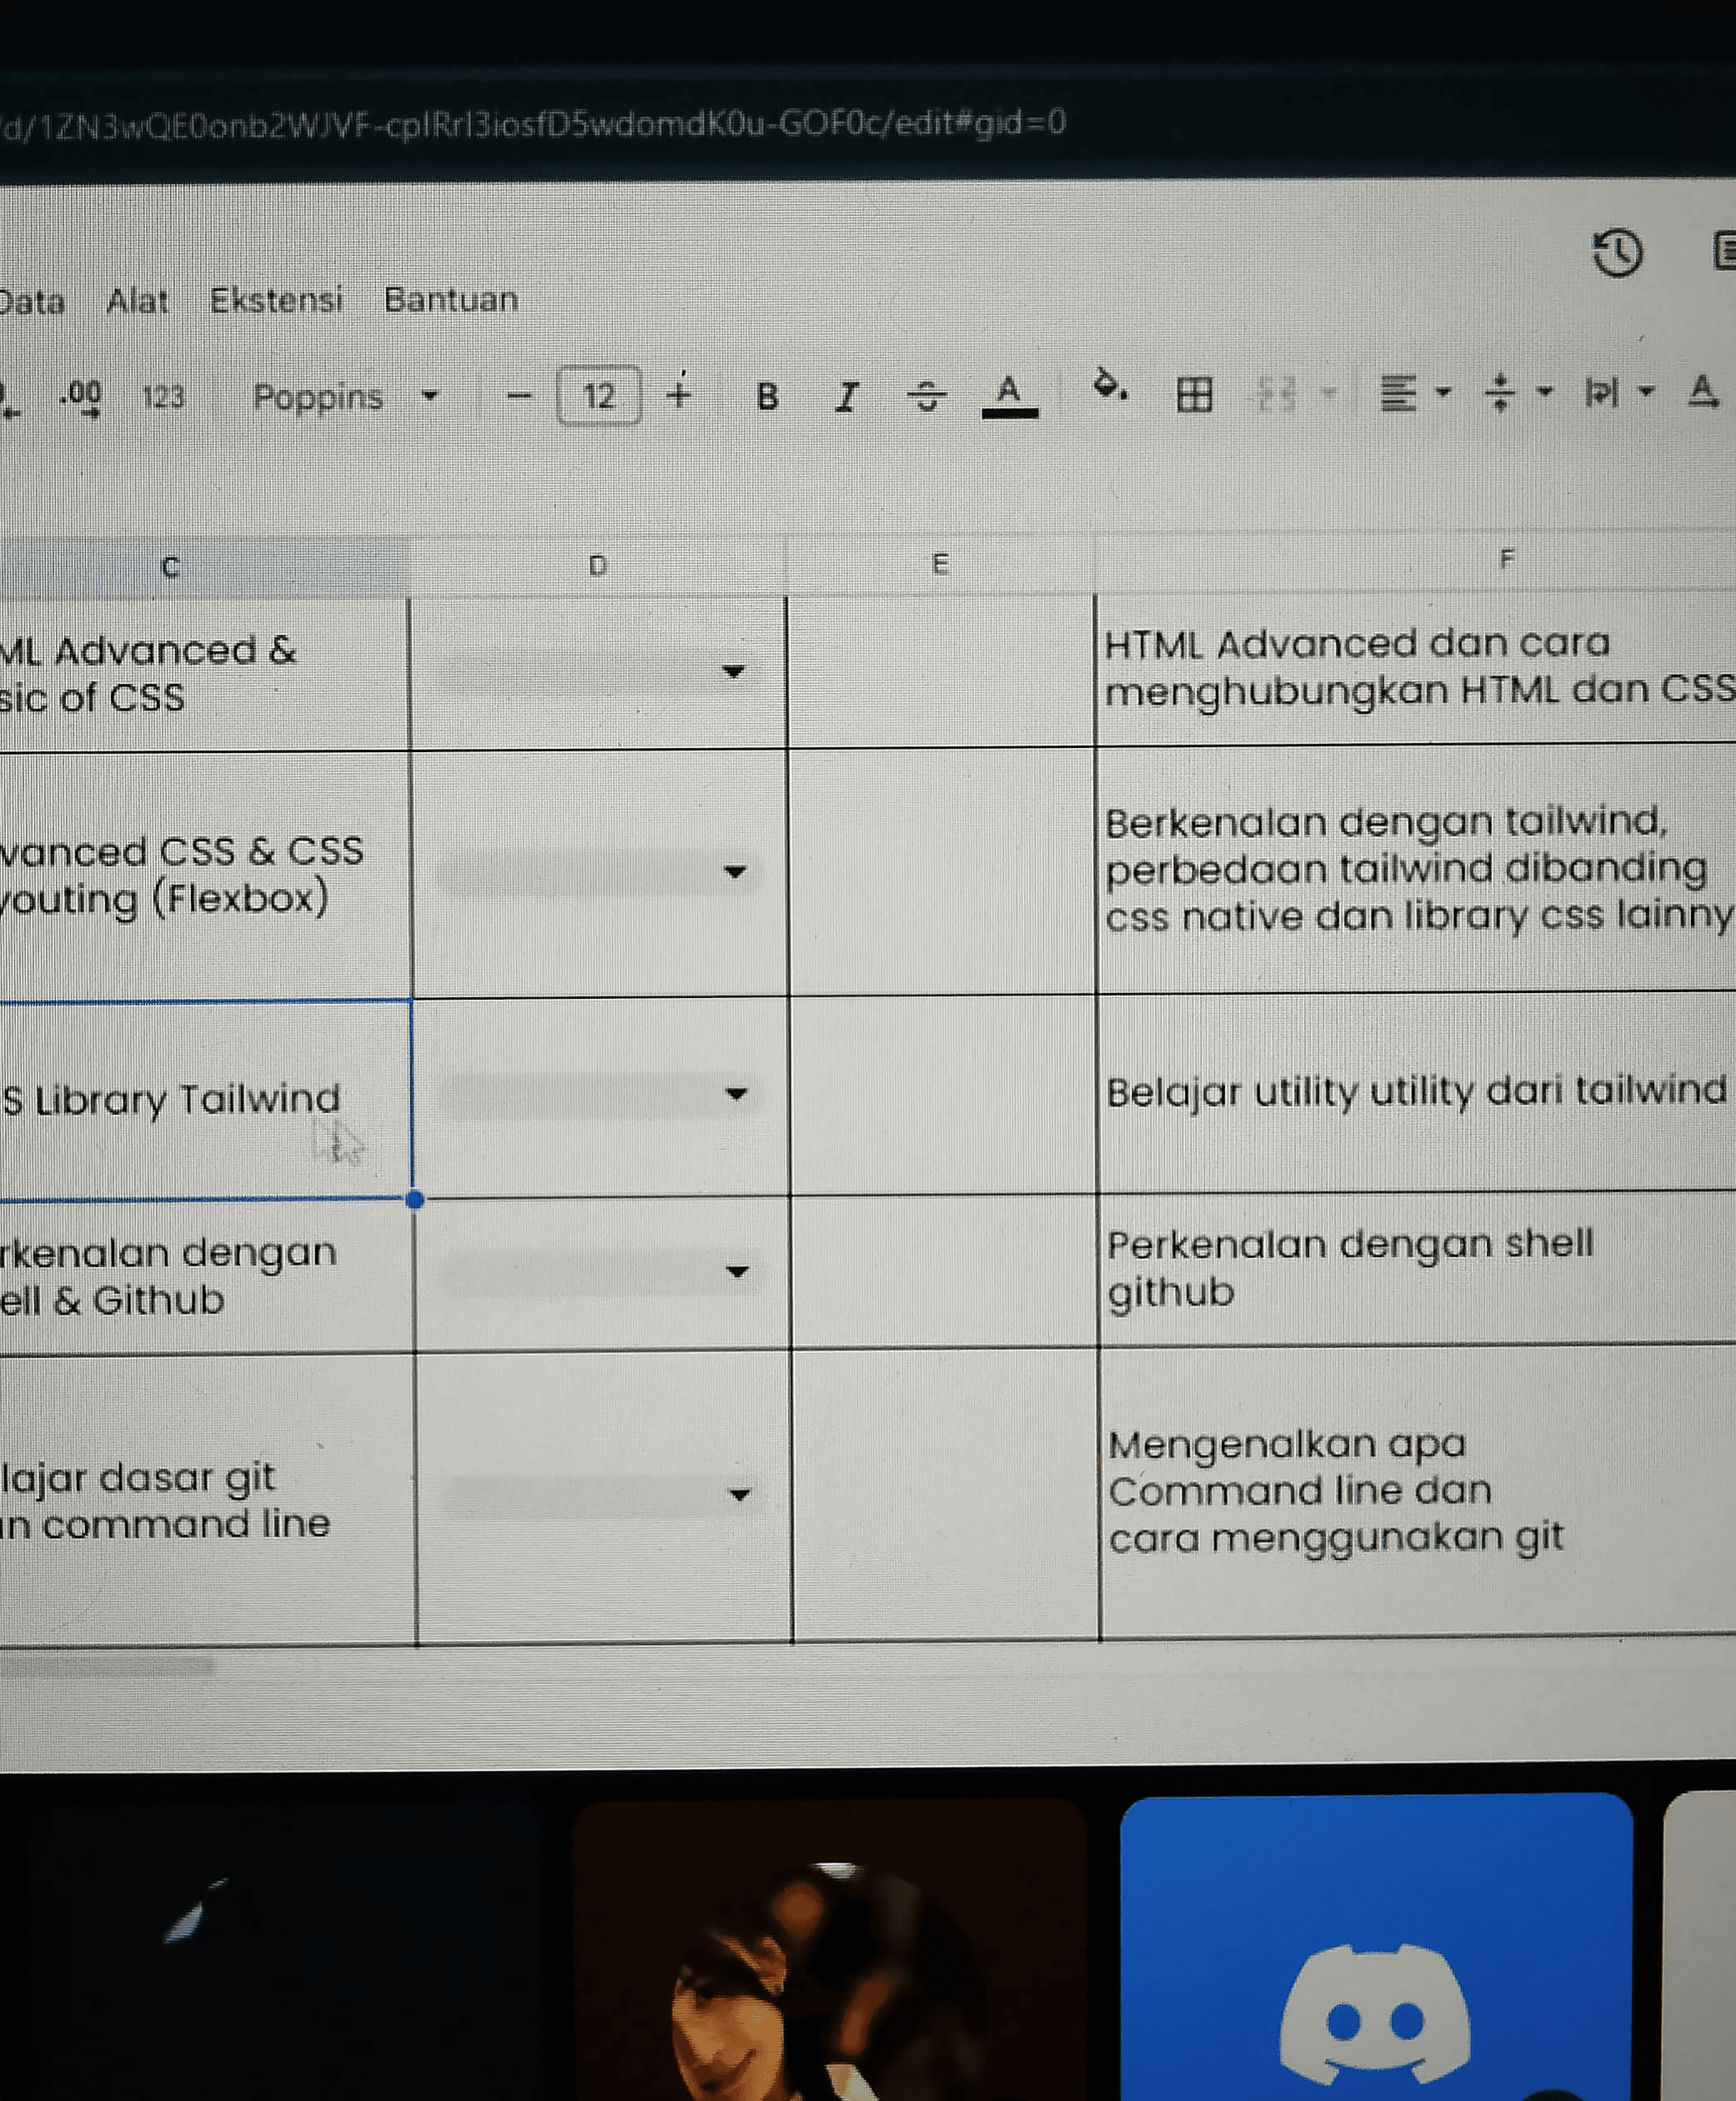 d/1ZN3wQE0onb2WJVF-cplRrl3iosfD5wdomdK0u-GOF0c/edit#gid=0
Data Alat Ekstensi Bantuan
.00 123 Poppins 12 B I S A A
C D E F
ML Advanced &
sic of CSS
HTML Advanced dan cara
menghubungkan HTML dan CSS
vanced CSS & CSS
youting (Flexbox)
Berkenalan dengan tailwind,
perbedaan tailwind dibanding
css native dan library css lainny
S Library Tailwind
Belajar utility utility dari tailwind
rkenalan dengan
ell & Github
Perkenalan dengan shell
github
lajar dasar git
an command line
Mengenalkan apa
Command line dan
cara menggunakan git